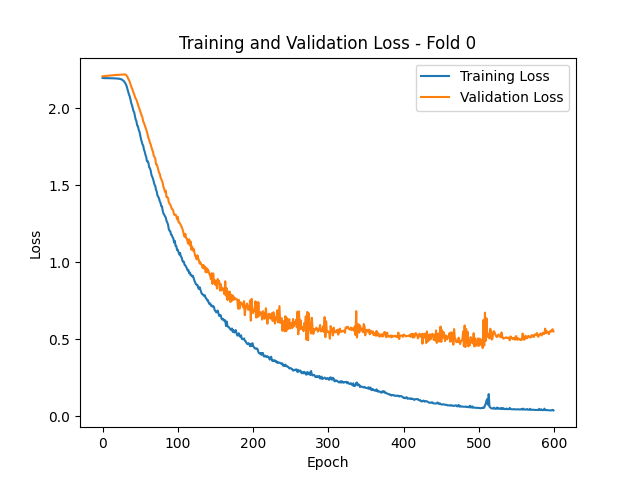 Training and Validation Loss - Fold 0
Training Loss
Validation Loss
2.0
1.5
1.0
0.5
0.0
Loss
0 100 200 300 400 500 600
Epoch